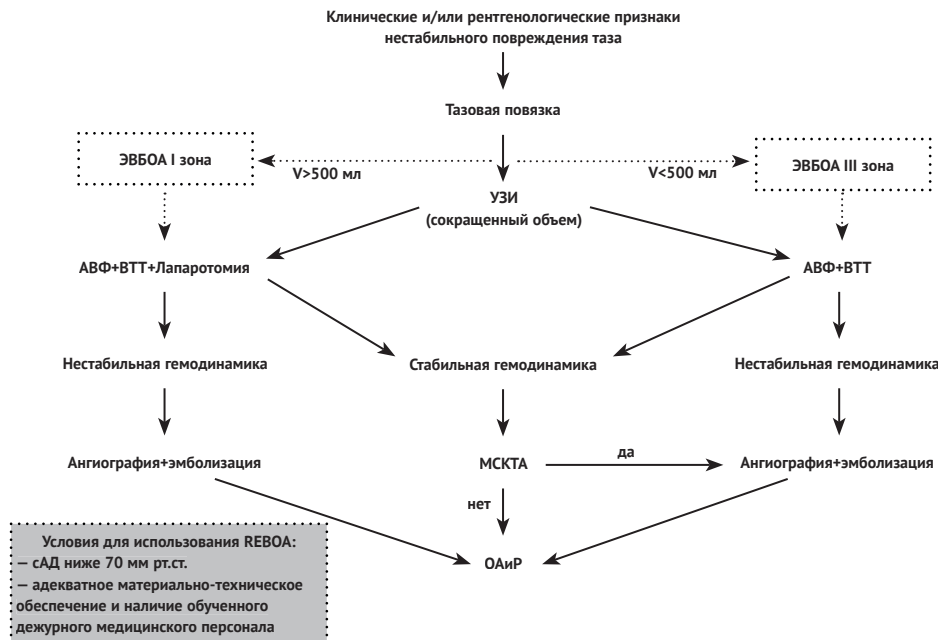 Клинические и/или рентгенологические признаки
нестабильного повреждения таза
Тазовая повязка
ЭВБОА I зона
V>500 мл
V<500 мл
ЭВБОА III зона
УЗИ
(сокращенный объем)
АВФ+ВТТ+Лапаротомия
АВФ+ВТТ
Нестабильная гемодинамика
Стабильная гемодинамика
Нестабильная гемодинамика
Ангиография+эмболизация
МСКТА
да
Ангиография+эмболизация
нет
ОАиР
Условия для использования REBOA:
— сАД ниже 70 мм рт.ст.
— адекватное материально-техническое
обеспечение и наличие обученного
дежурного медицинского персонала